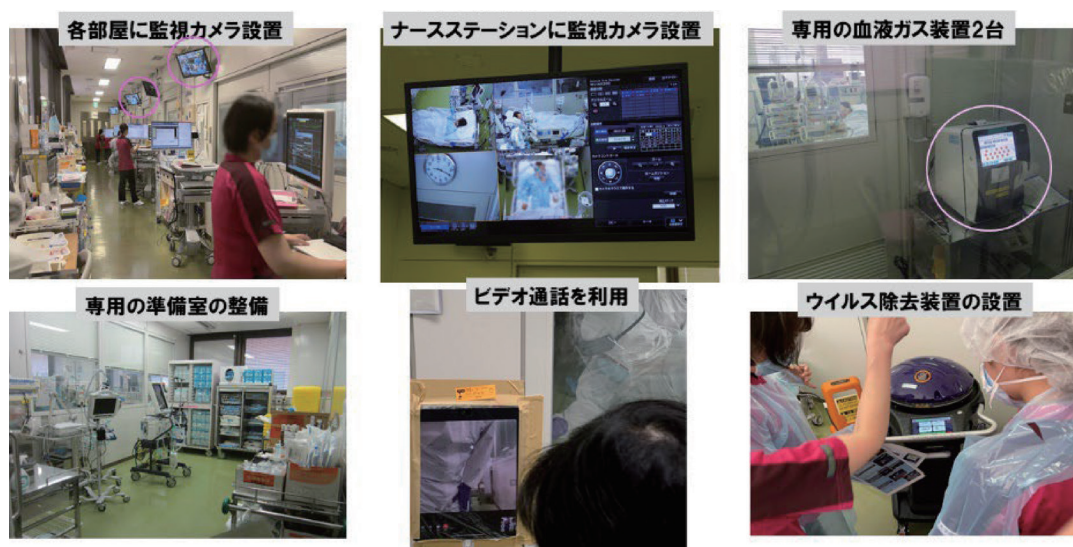 各部屋に監視カメラ設置
ナースステーションに監視カメラ設置
専用の血液ガス装置2台
専用の準備室の整備
ビデオ通話を利用
ウイルス除去装置の設置